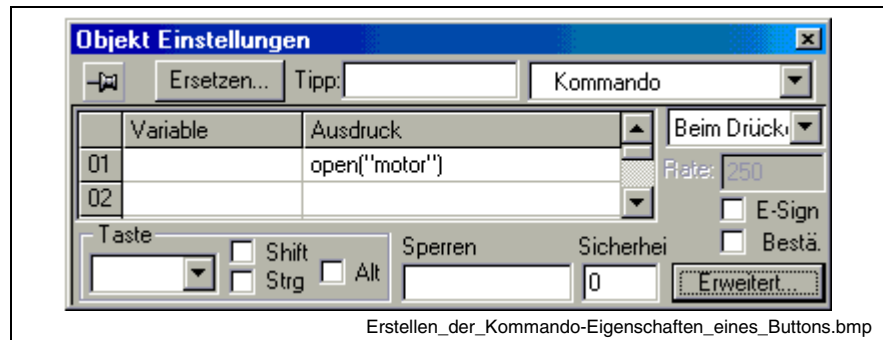 Objekt Einstellungen
Ersetzen... Tipp: Kommando
Variable Ausdruck Beim Drück
01 open("motor") Rate: 250
02 E-Sign
Taste Shift Strg Alt Sperren Sicherhei Bestä.
0 Erweitert...
Erstellen_der_Kommando-Eigenschaften_eines_Buttons.bmp